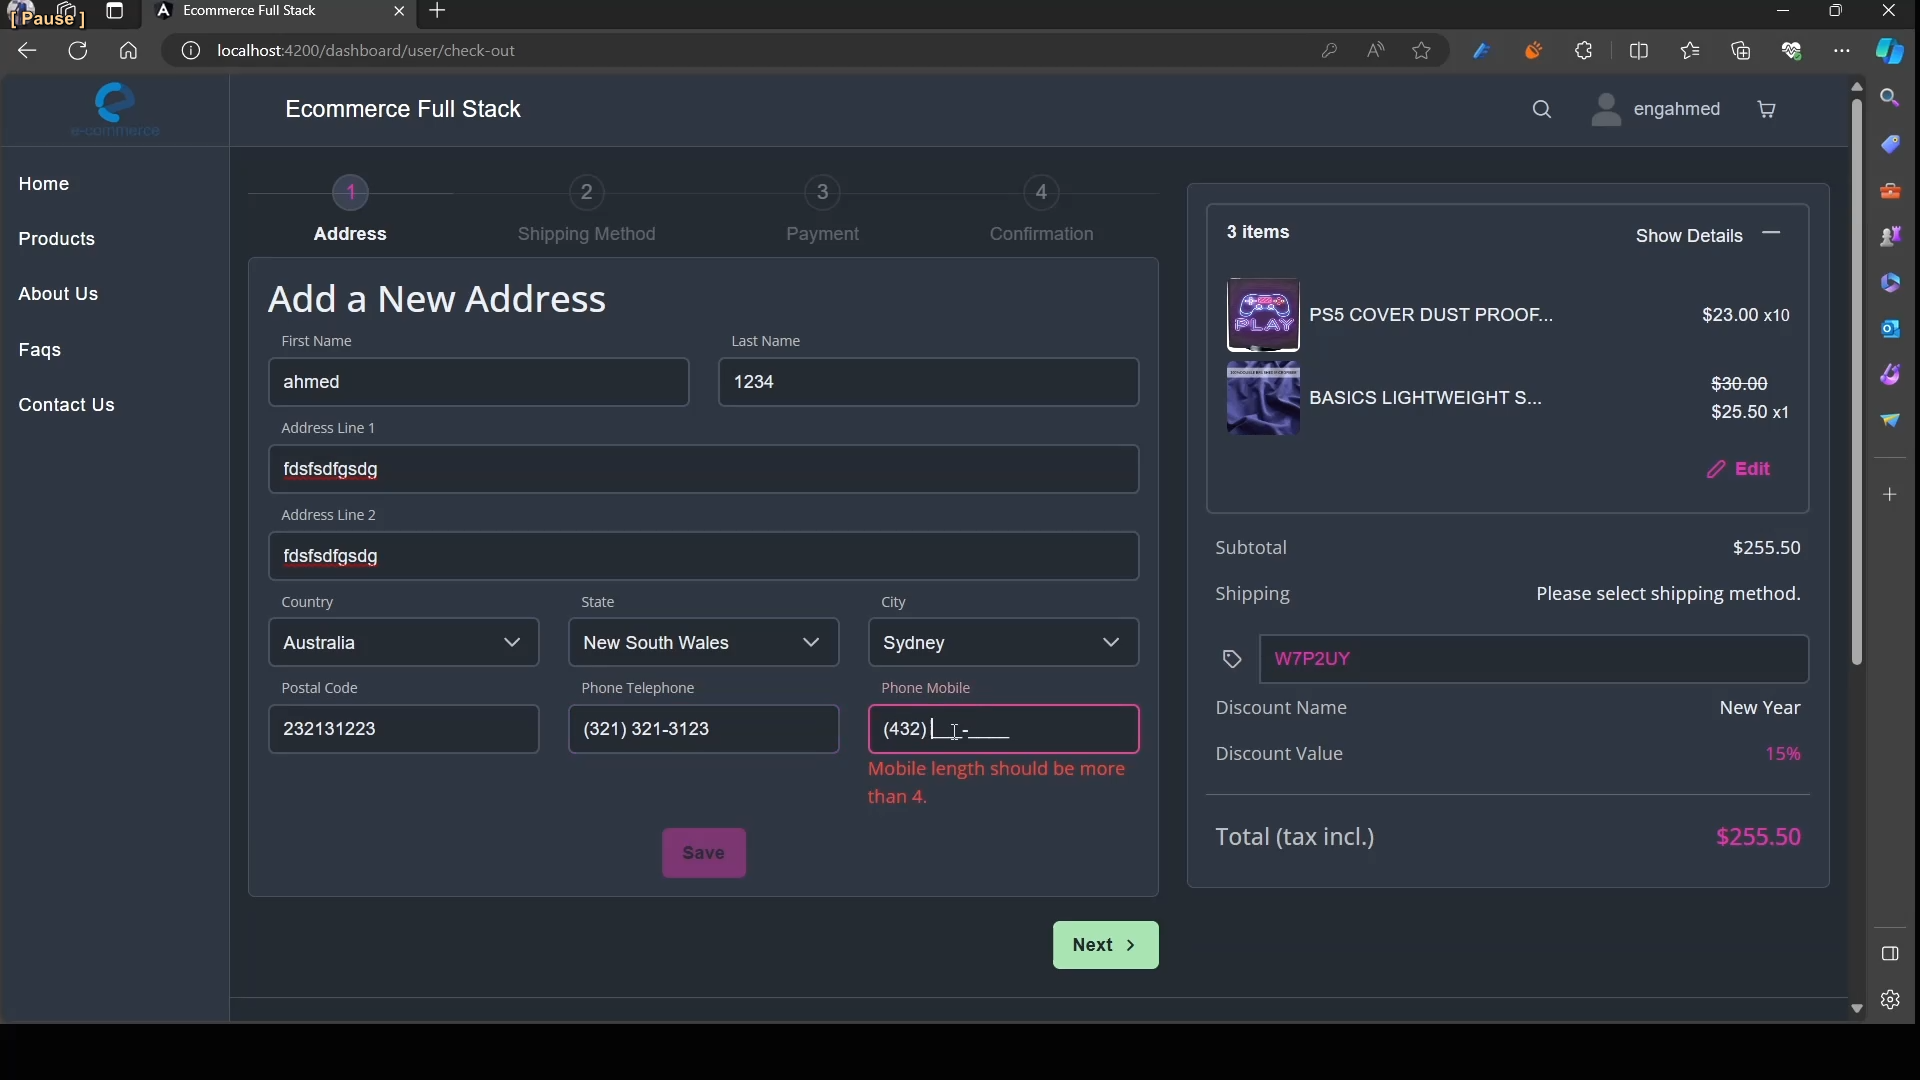 [ Pause ]
Ecommerce Full Stack
localhost:4200/dashboard/user/check-out
e-commerce
Ecommerce Full Stack
engahmed
Home
Products
About Us
Faqs
Contact Us
1
2
3
4
Address
Shipping Method
Payment
Confirmation
Add a New Address
First Name
Last Name
ahmed
1234
Address Line 1
fdsfsdfgsdg
Address Line 2
fdsfsdfgsdg
Country
State
City
Australia
New South Wales
Sydney
Postal Code
Phone Telephone
Phone Mobile
232131223
(321) 321-3123
(432) ___-____
Mobile length should be more
than 4.
Save
Next
3 items
Show Details
PLAY
PS5 COVER DUST PROOF...
$23.00 x10
BASICS LIGHTWEIGHT S...
$30.00
$25.50 x1
Edit
Subtotal
$255.50
Shipping
Please select shipping method.
W7P2UY
Discount Name
New Year
Discount Value
15%
Total (tax incl.)
$255.50